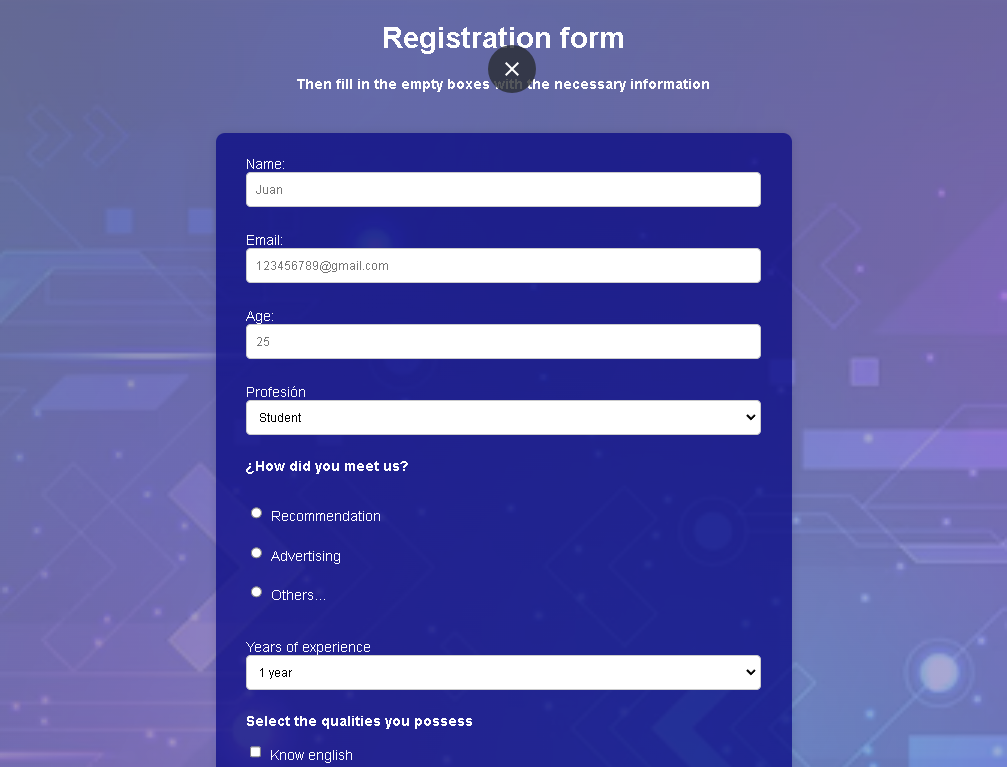 Registration form
Then fill in the empty boxes with the necessary information
Name:
Juan
Email:
123456789@gmail.com
Age:
25
Profesión
Student
¿How did you meet us?
Recommendation
Advertising
Others...
Years of experience
1 year
Select the qualities you possess
Know english